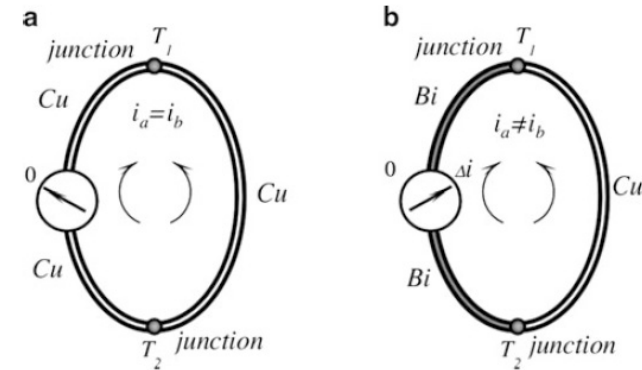 a
T1
junction
Cu
ia=ib
0
Cu
Cu
T2 junction
b
T1
junction
Bi
ia≠ib
0
Δi
Cu
Bi
T2 junction